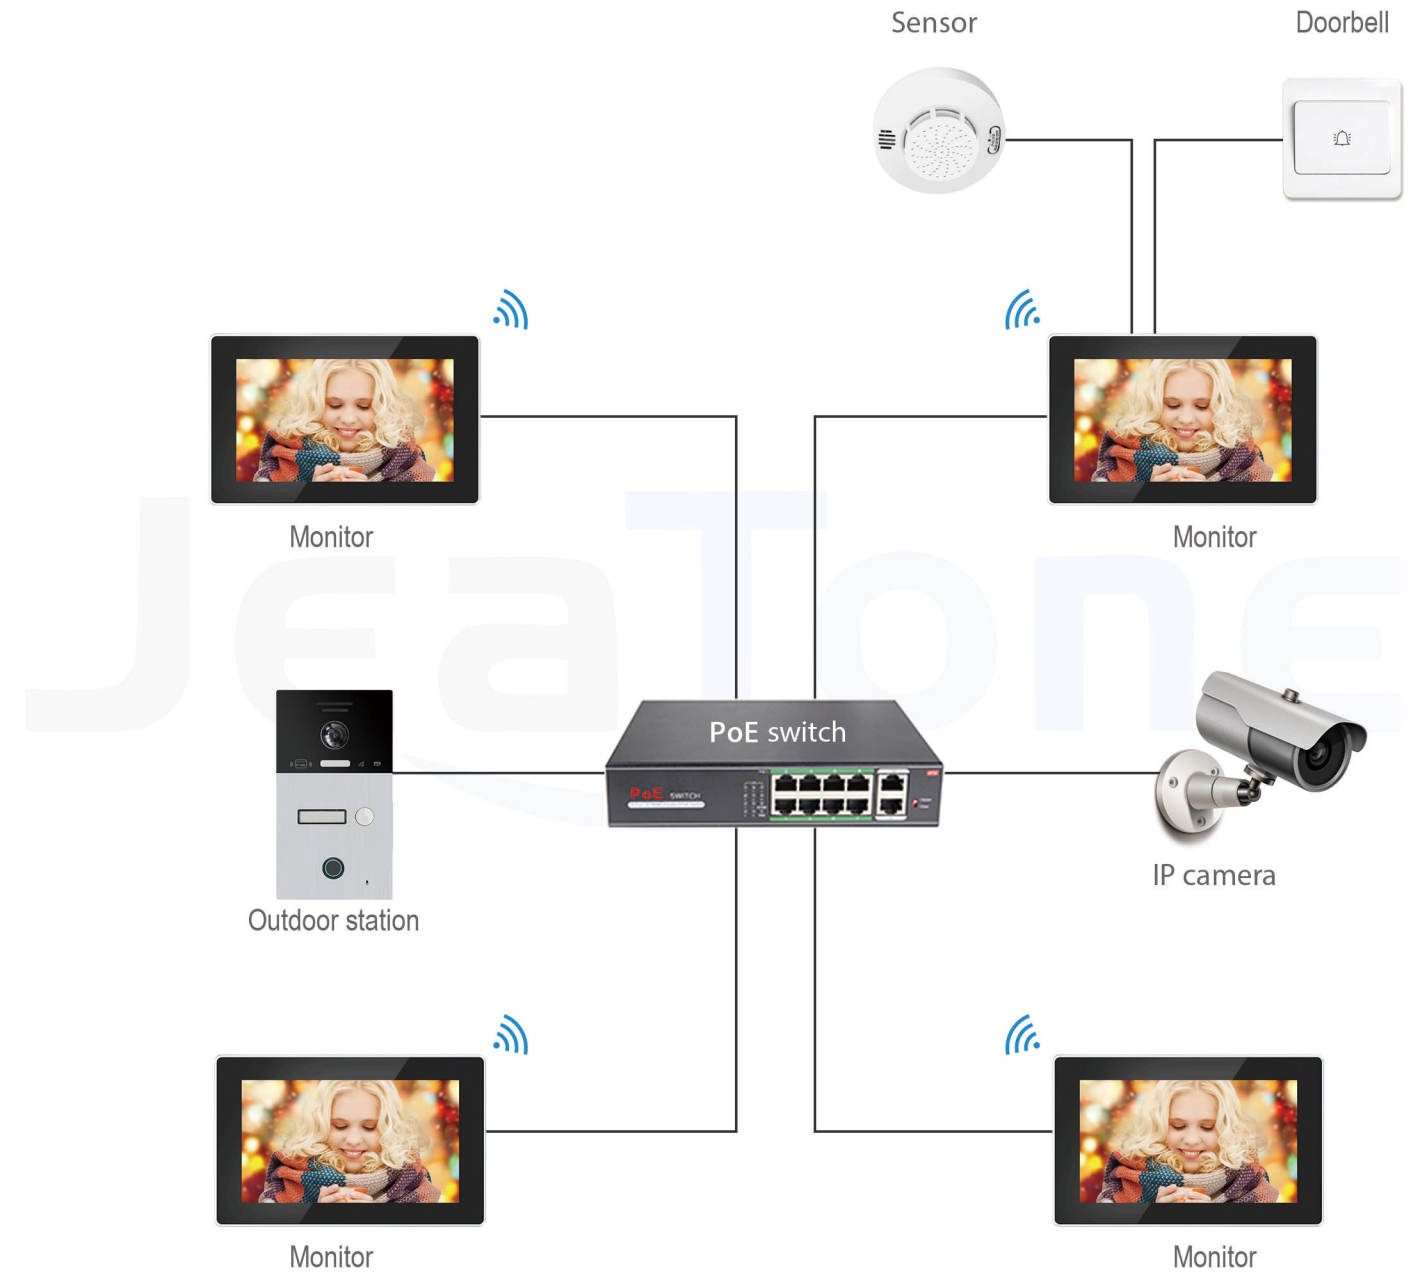 Sensor
Doorbell
Monitor
Monitor
JeaTone
PoE switch
PoE SWITCH
IP camera
Outdoor station
Monitor
Monitor